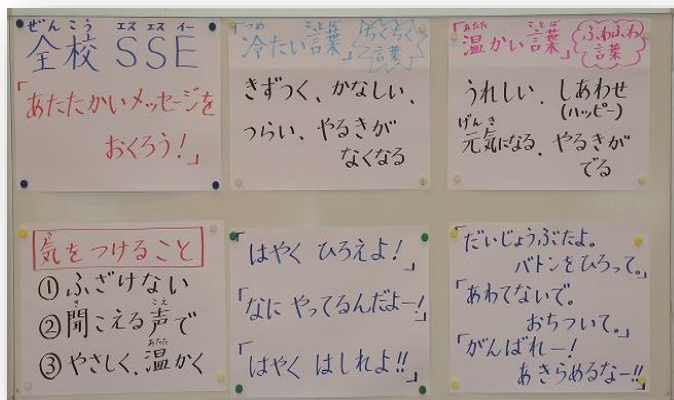 全校 SSE
「あたたかいメッセージを
おくろう！」
「冷たい言葉」
ちくちく
言葉
きずつく、かなしい、
つらい、やるきが
なくなる
「温かい言葉」
ふわふわ
言葉
うれしい、しあわせ
(ハッピー)
元気になる、やるきが
でる
気をつけること
①ふざけない
②聞こえる声で
③やさしく、温かく
「はやく ひろえよ！」
「なに やってるんだよー！」
「はやく はしれよ!!」
「だいじょうぶだよ。
バトンをひろって。」
「あわてないで。
おちついて。」
「がんばれー！
あきらめるなー!!」